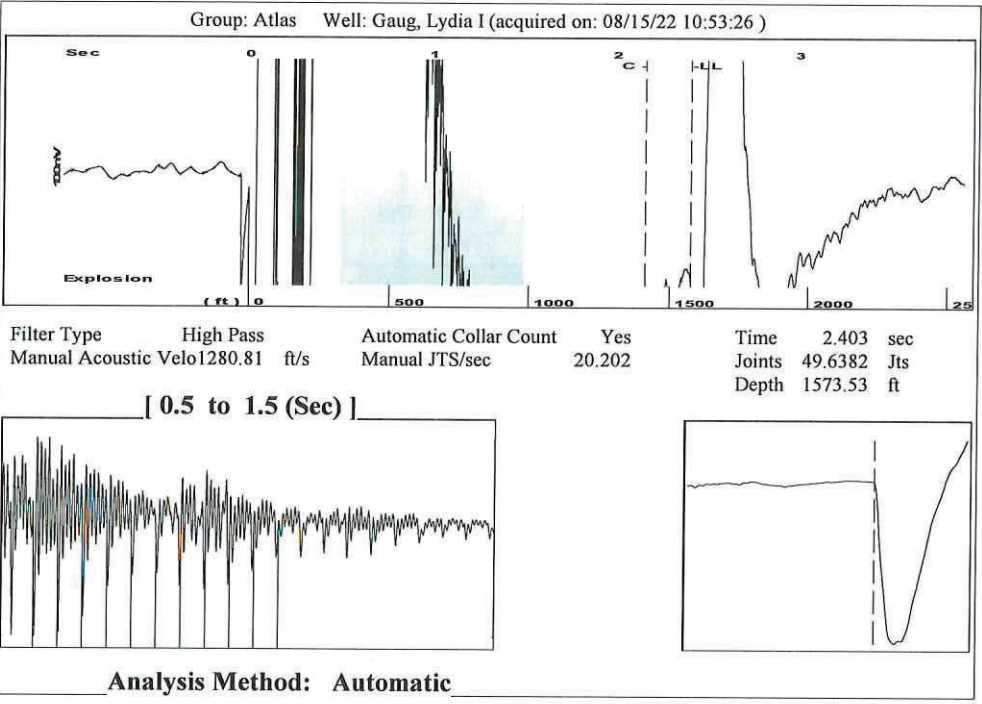 Group: Atlas Well: Gaug, Lydia I (acquired on: 08/15/22 10:53:26 )
Sec 0 1 2 3
C LL
mV
Explosion
( ft ) 0 500 1000 1500 2000 25
Filter Type High Pass Automatic Collar Count Yes Time 2.403 sec
Manual Acoustic Velo1280.81 ft/s Manual JTS/sec 20.202 Joints 49.6382 Jts
Depth 1573.53 ft
[ 0.5 to 1.5 (Sec) ]
Analysis Method: Automatic